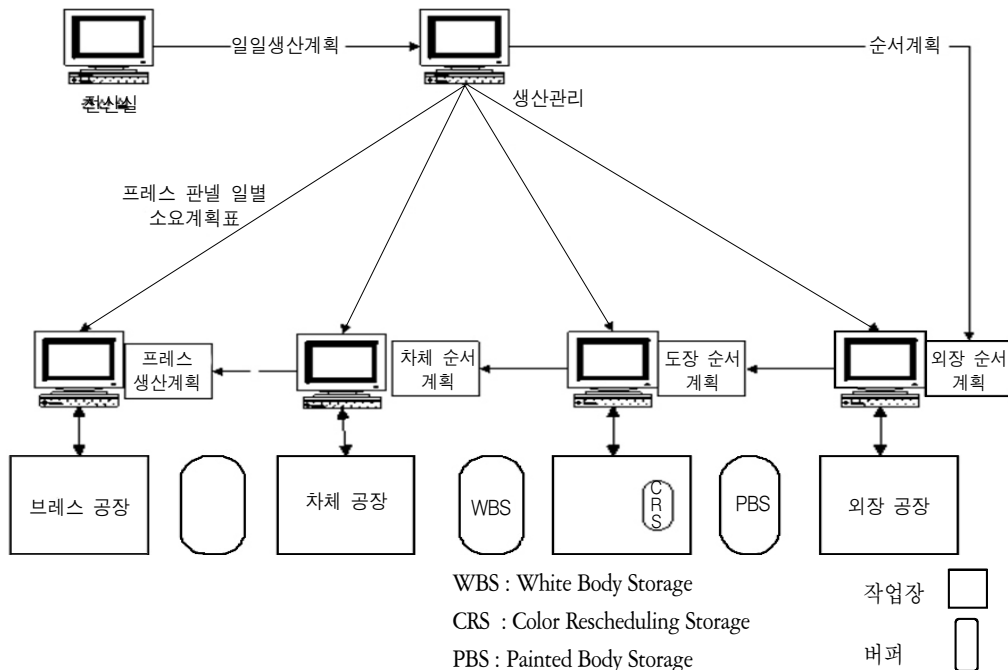 일일생산계획
순서계획
전산실
생산관리
프레스 판넬 일별
소요계획표
프레스
생산계획
차체 순서
계획
도장 순서
계획
외장 순서
계획
브레스 공장
차체 공장
WBS
CRS
PBS
외장 공장
WBS : White Body Storage
CRS : Color Rescheduling Storage
PBS : Painted Body Storage
작업장
버퍼